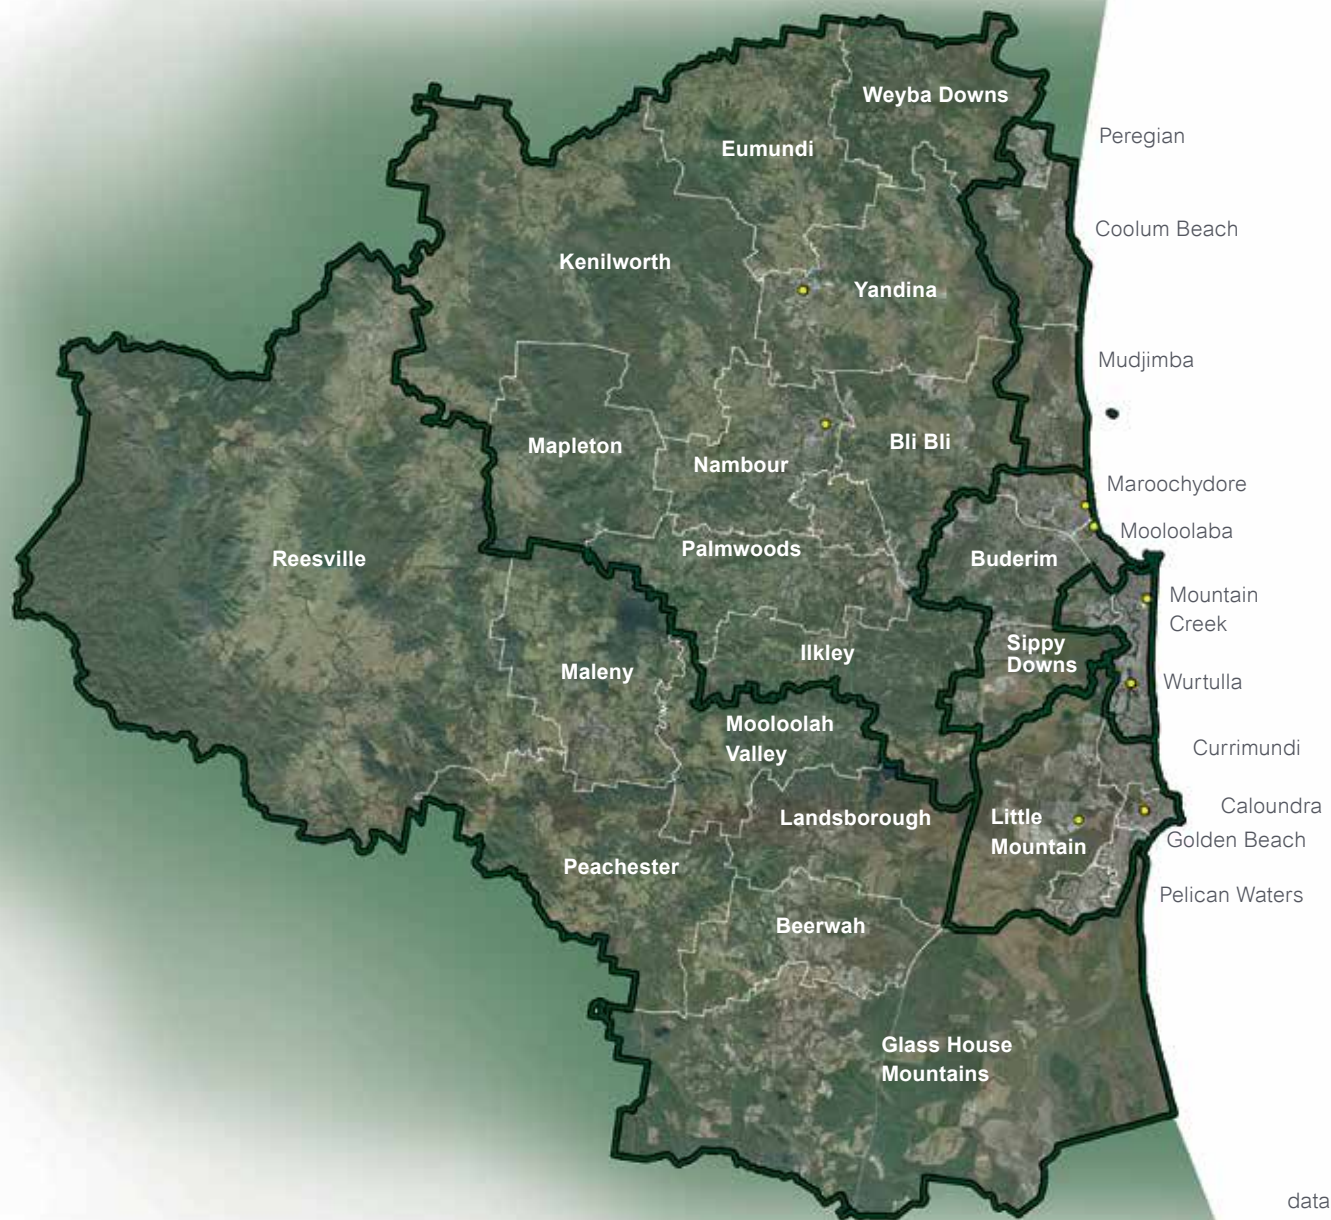 Weyba Downs
Peregian
Eumundi
Coolum Beach
Kenilworth
Yandina
Mudjimba
Mapleton
Nambour
Bli Bli
Maroochydore
Mooloolaba
Reesville
Palmwoods
Buderim
Mountain
Creek
Maleny
Ilkley
Sippy
Downs
Wurtulla
Mooloolah
Valley
Currimundi
Landsborough
Little
Mountain
Caloundra
Golden Beach
Peachester
Pelican Waters
Beerwah
Glass House
Mountains
data